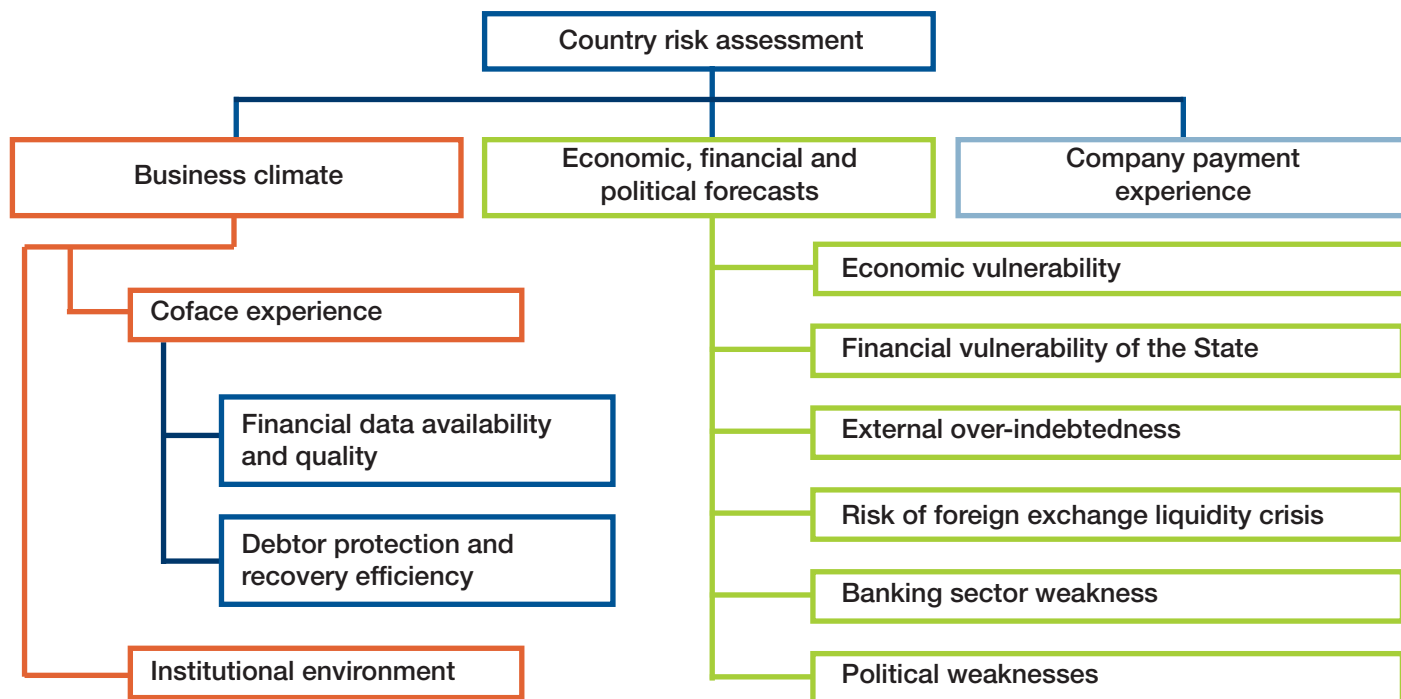 Country risk assessment
Business climate
Economic, financial and
political forecasts
Company payment
experience
Coface experience
Financial data availability
and quality
Debtor protection and
recovery efficiency
Institutional environment
Economic vulnerability
Financial vulnerability of the State
External over-indebtedness
Risk of foreign exchange liquidity crisis
Banking sector weakness
Political weaknesses